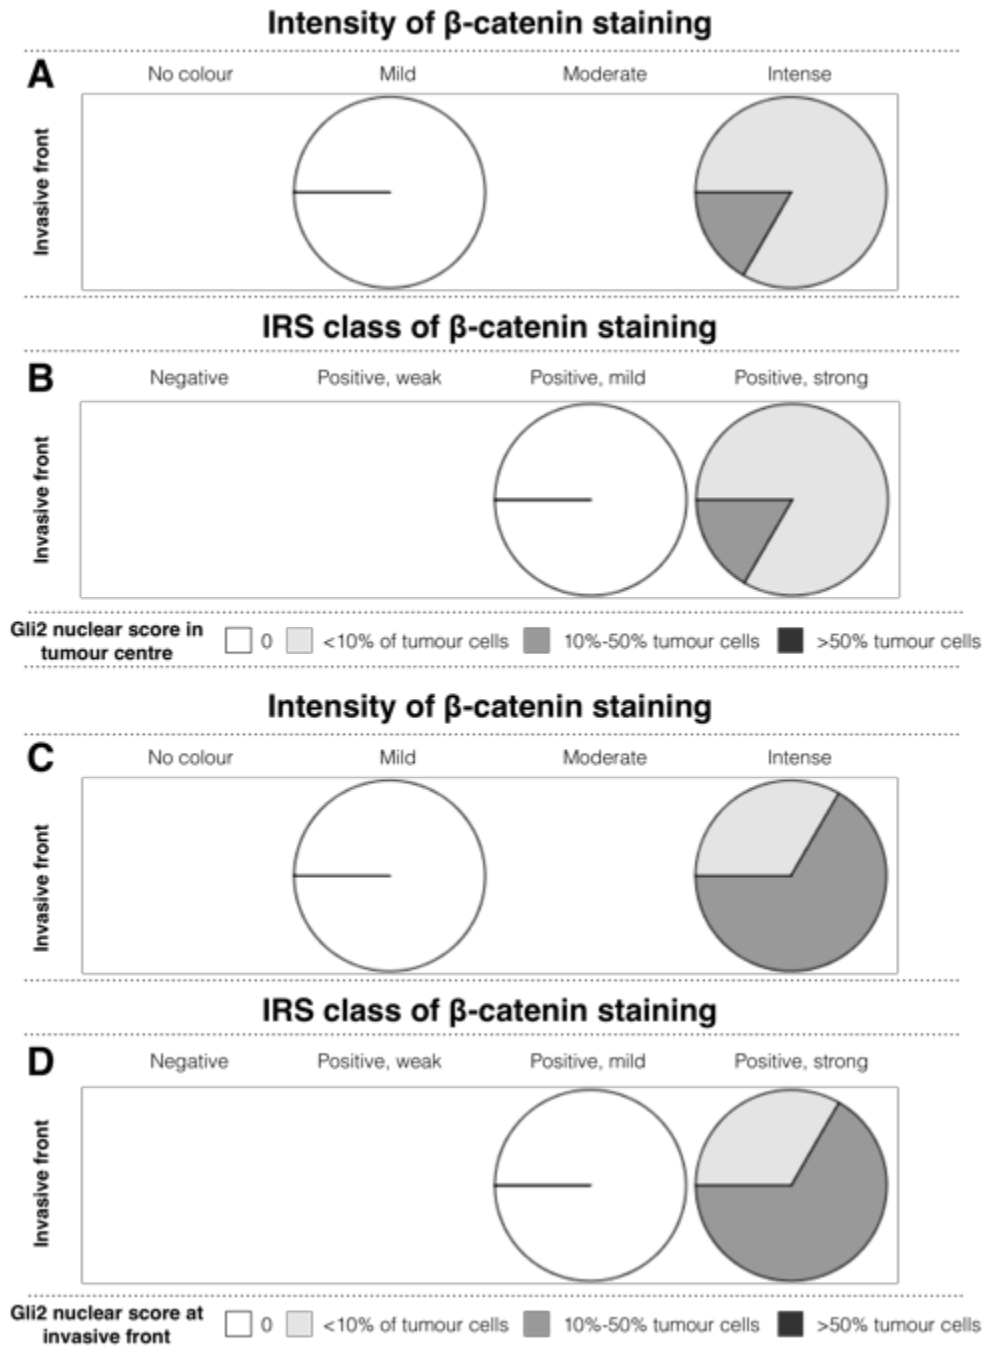 Intensity of β-catenin staining
A
No colour Mild Moderate Intense
Invasive front
IRS class of β-catenin staining
B
Negative Positive, weak Positive, mild Positive, strong
Invasive front
Gli2 nuclear score in
tumour centre
0 <10% of tumour cells 10%-50% tumour cells >50% tumour cells
Intensity of β-catenin staining
C
No colour Mild Moderate Intense
Invasive front
IRS class of β-catenin staining
D
Negative Positive, weak Positive, mild Positive, strong
Invasive front
Gli2 nuclear score at
invasive front
0 <10% of tumour cells 10%-50% tumour cells >50% tumour cells